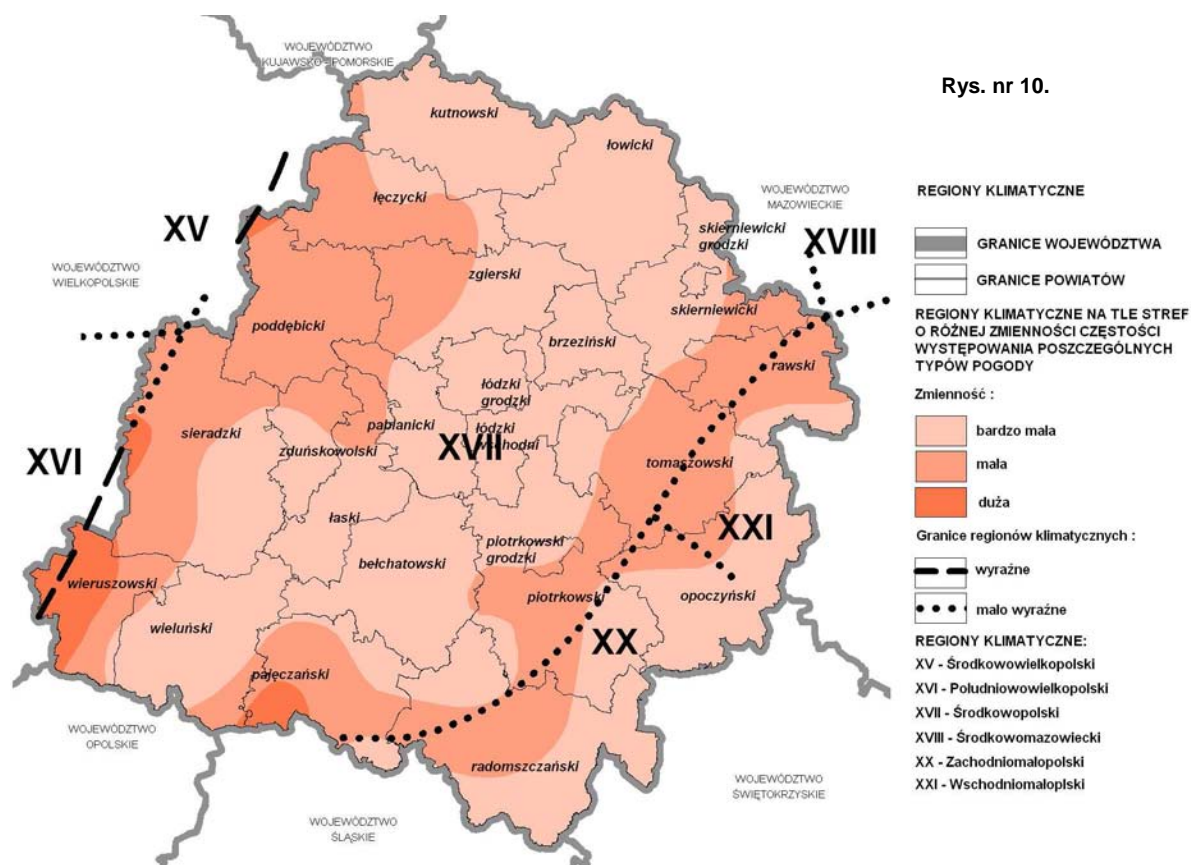 WOJEWÓDZTWO
KUJAWSKO - POMORSKIE
Rys. nr 10.
kutnowski
łowicki
łęczycki
WOJEWÓDZTWO
MAZOWIECKIE
XV
skierniewicki
grodzki
XVIII
WOJEWÓDZTWO
WIELKOPOLSKIE
zgierski
skierniewicki
poddębicki
brzeziński
rawski
łódzki
grodzki
sieradzki
pabianicki
łódzki
wschodni
XVII
zduńskowolski
XVI
tomaszowski
łaski
XXI
piotrkowski
grodzki
bełchatowski
wieruszowski
piotrkowski
opoczyński
wieluński
XX
pajęczański
WOJEWÓDZTWO
OPOLSKIE
radomszczański
WOJEWÓDZTWO
ŚWIĘTOKRZYSKIE
WOJEWÓDZTWO
ŚLĄSKIE
REGIONY KLIMATYCZNE
GRANICE WOJEWÓDZTWA
GRANICE POWIATÓW
REGIONY KLIMATYCZNE NA TLE STREF
O RÓŻNEJ ZMIENNOŚCI CZĘSTOŚCI
WYSTĘPOWANIA POSZCZEGÓLNYCH
TYPÓW POGODY
Zmienność :
bardzo mała
mała
duża
Granice regionów klimatycznych :
wyraźne
mało wyraźne
REGIONY KLIMATYCZNE:
XV - Środkowowielkopolski
XVI - Południowowielkopolski
XVII - Środkowopolski
XVIII - Środkowomazowiecki
XX - Zachodniomałopolski
XXI - Wschodniomałoplski